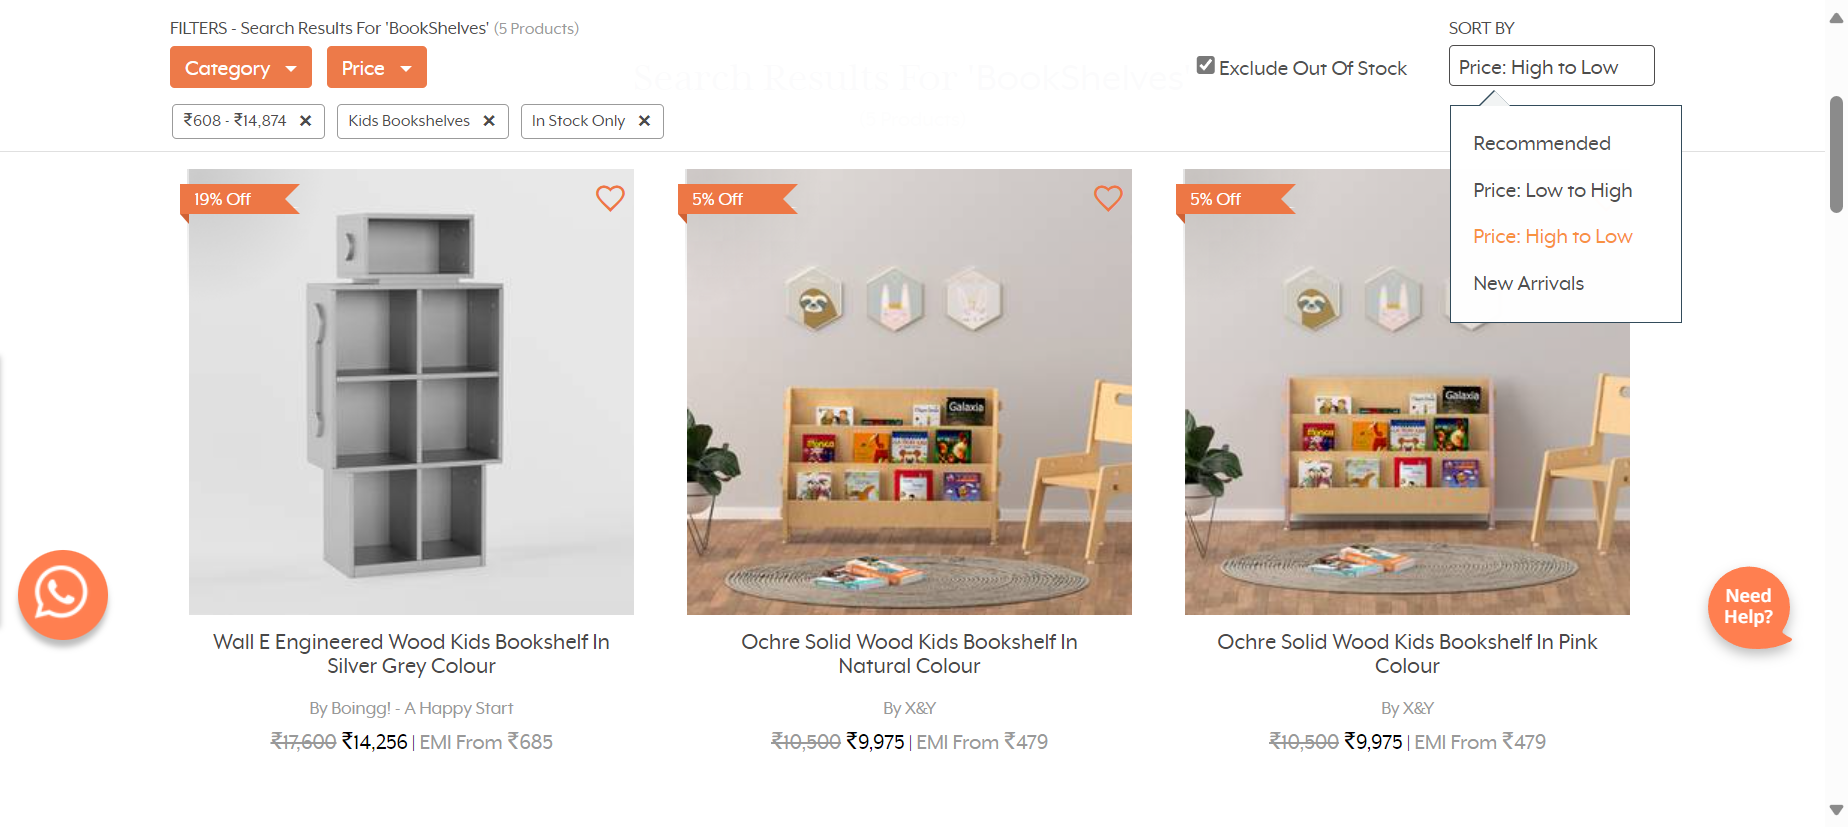 FILTERS - Search Results For 'BookShelves' (5 Products)
SORT BY
Category
Price
Search Results For 'BookShelves'
Exclude Out Of Stock
Price: High to Low
₹608 - ₹14,874 ✕
Kids Bookshelves ✕
In Stock Only ✕
Recommended
Price: Low to High
Price: High to Low
New Arrivals
19% Off
5% Off
5% Off
Galaxia
Galaxia
Need
Help?
Wall E Engineered Wood Kids Bookshelf In
Silver Grey Colour
By Boingg! - A Happy Start
₹17,600 ₹14,256 | EMI From ₹685
Ochre Solid Wood Kids Bookshelf In
Natural Colour
By X&Y
₹10,500 ₹9,975 | EMI From ₹479
Ochre Solid Wood Kids Bookshelf In Pink
Colour
By X&Y
₹10,500 ₹9,975 | EMI From ₹479